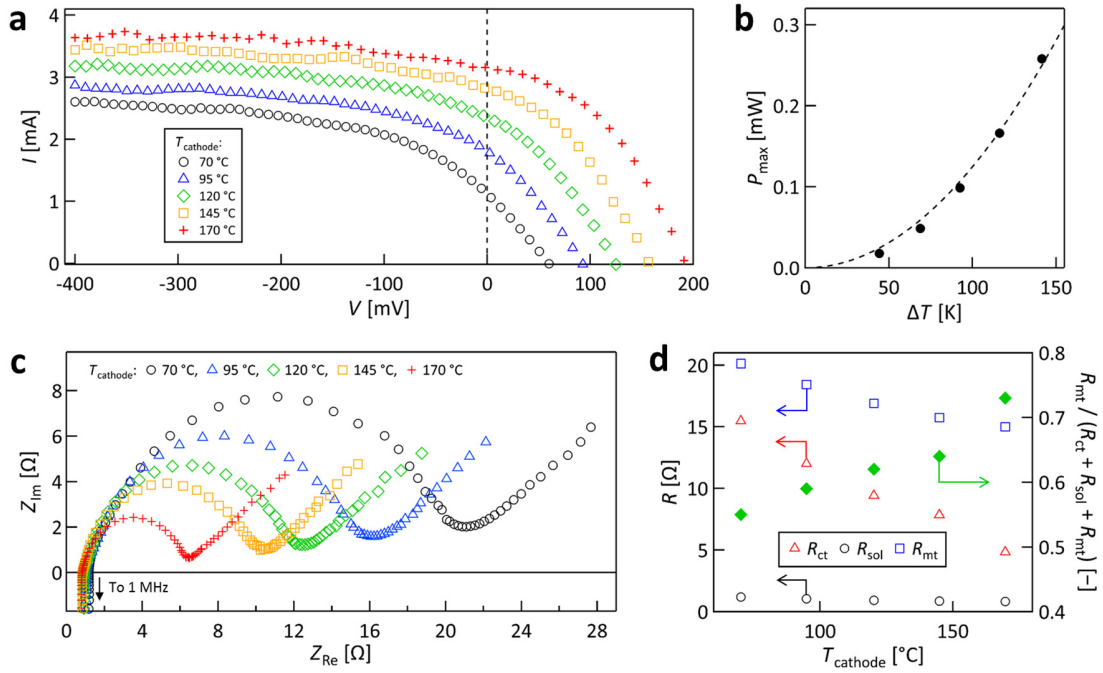 a
4
3
2
1
0
I [mA]
T_cathode:
70 °C
95 °C
120 °C
145 °C
170 °C
-400 -300 -200 -100 0 100 200
V [mV]
b
0.3
0.2
0.1
0.0
P_max [mW]
0 50 100 150
ΔT [K]
c
T_cathode: 70 °C, 95 °C, 120 °C, 145 °C, 170 °C
8
6
4
2
0
Z_Im [Ω]
To 1 MHz
0 4 8 12 16 20 24 28
Z_Re [Ω]
d
20
15
10
5
0
R [Ω]
R_ct R_sol R_mt
0.8
0.7
0.6
0.5
0.4
R_mt / (R_ct + R_sol + R_mt) [–]
100 150
T_cathode [°C]